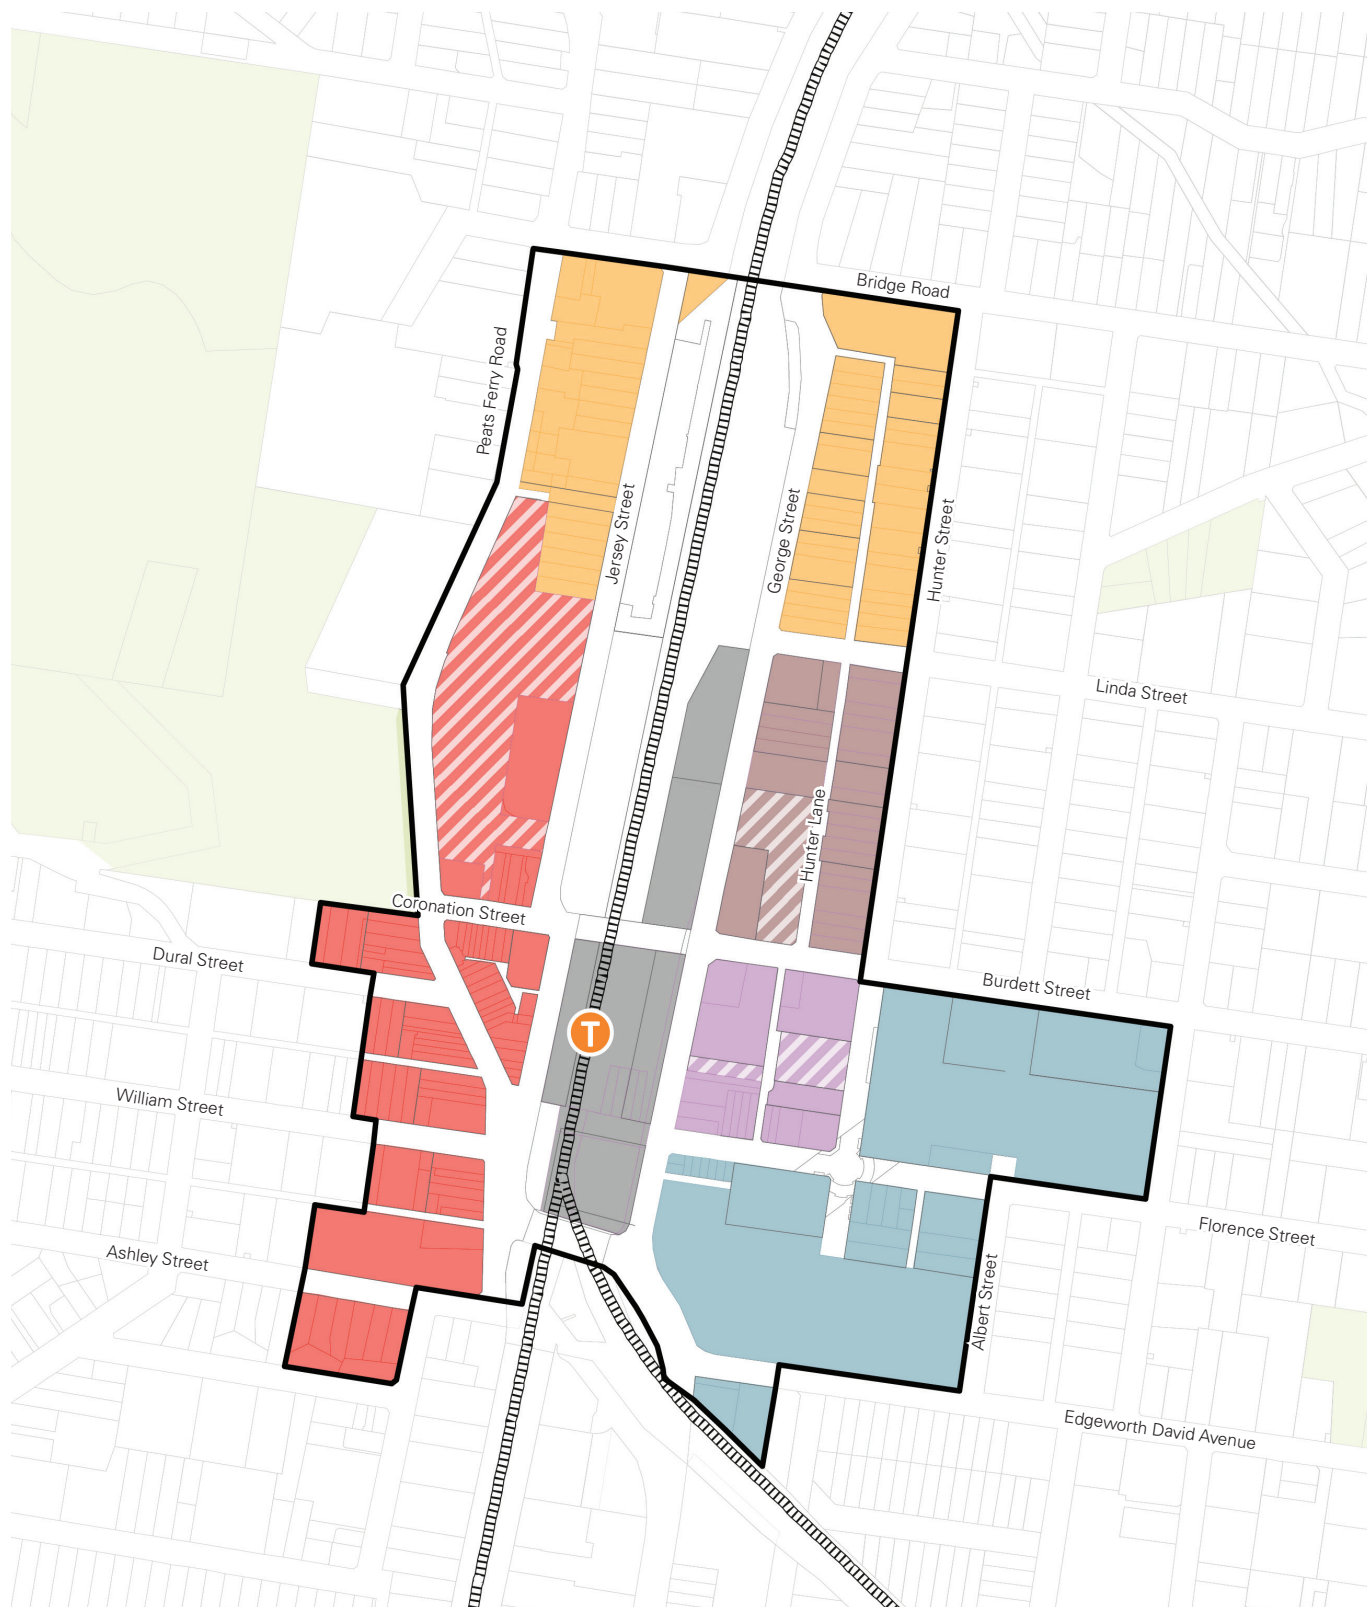 Bridge Road
Peats Ferry Road
Jersey Street
George Street
Hunter Street
Linda Street
Hunter Lane
Coronation Street
Dural Street
Burdett Street
T
William Street
Florence Street
Ashley Street
Albert Street
Edgeworth David Avenue